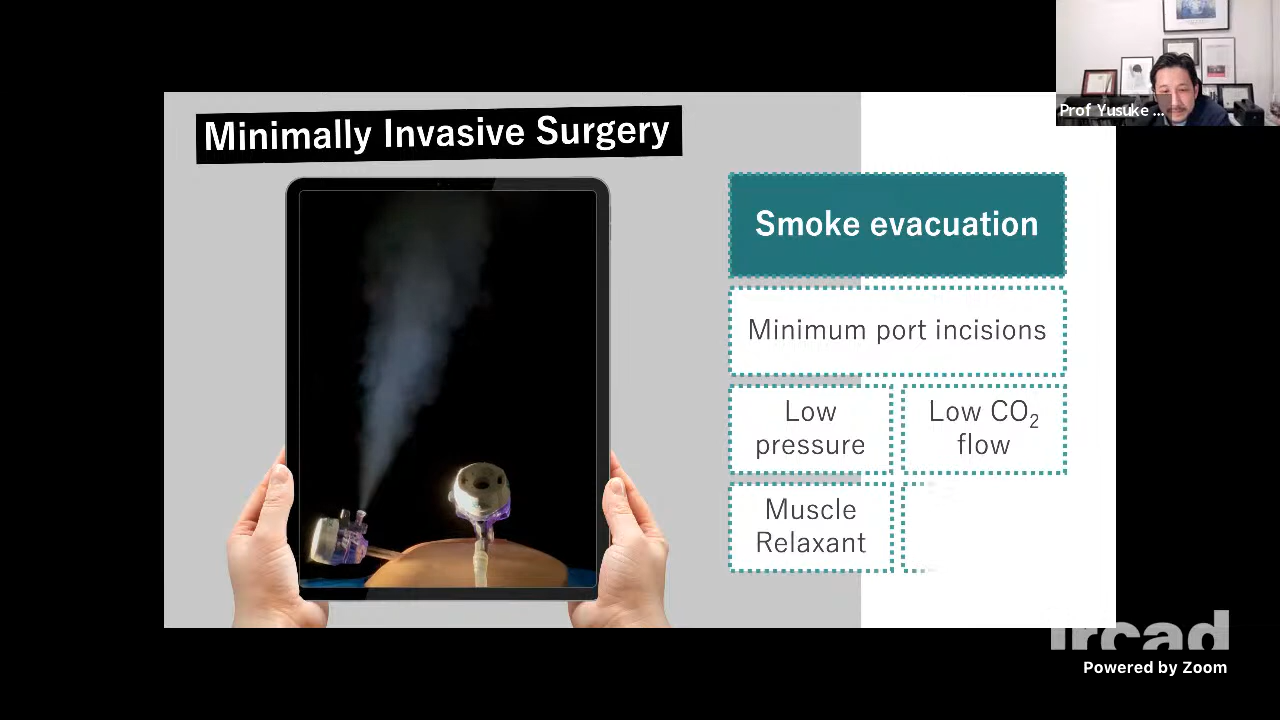 Prof Yusuke ...
Minimally Invasive Surgery
Smoke evacuation
Minimum port incisions
Low
pressure
Low CO₂
flow
Muscle
Relaxant
ircad
Powered by Zoom